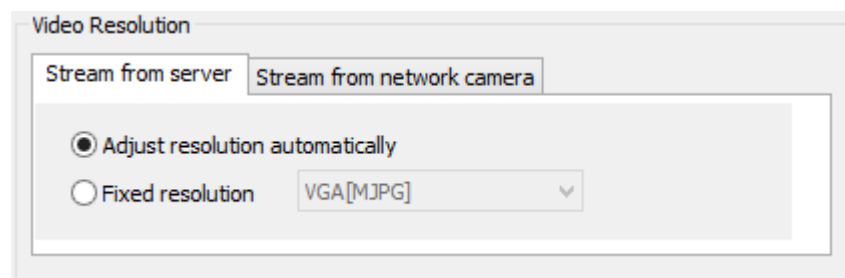 Video Resolution
Stream from server Stream from network camera
Adjust resolution automatically
Fixed resolution VGA[MJPG]